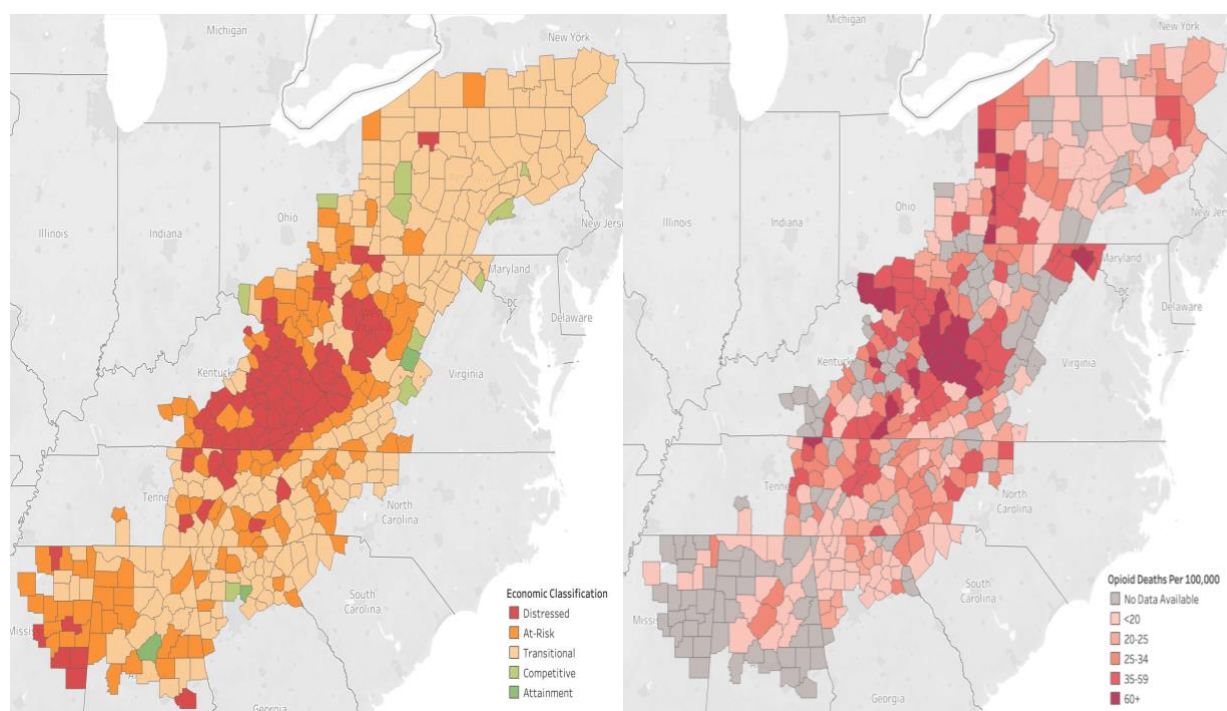 Michigan
New York
Illinois
Indiana
Ohio
New Jersey
Maryland
DC
Delaware
Kentucky
Virginia
Tenne
North
Carolina
South
Carolina
Missis
Georgia
Economic Classification
Distressed
At-Risk
Transitional
Competitive
Attainment
Michigan
New York
Illinois
Indiana
Ohio
New Jer
Maryland
DC
Delaware
Kentucky
Virginia
Tenne
North
Carolina
South
Carolina
Missi
Georgia
Opioid Deaths Per 100,000
No Data Available
<20
20-25
25-34
35-59
60+